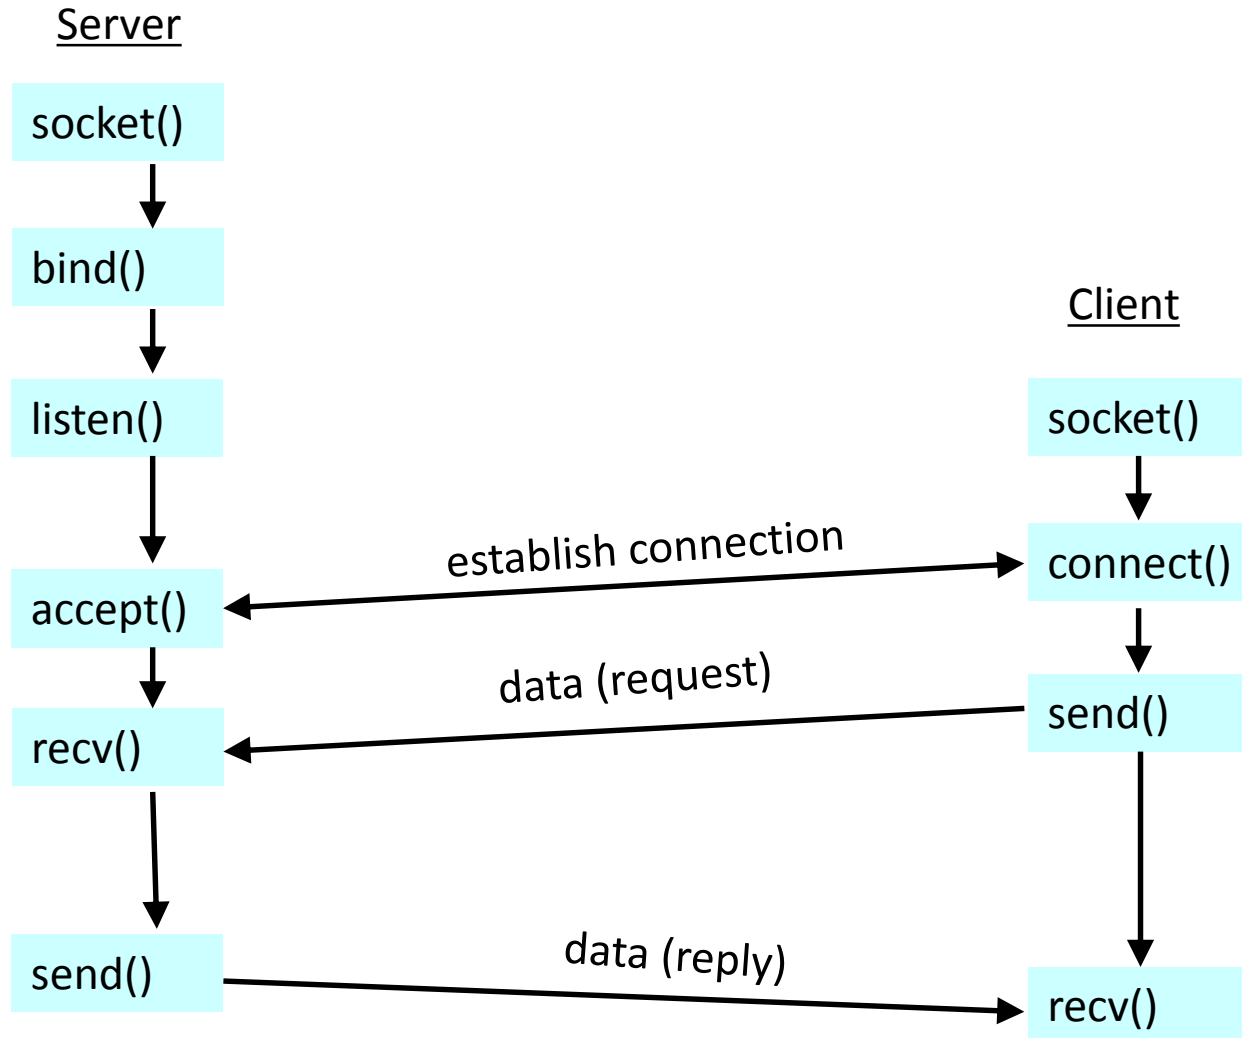 Server
socket()
bind()
listen()
accept()
recv()
send()
establish connection
data (request)
data (reply)
Client
socket()
connect()
send()
recv()